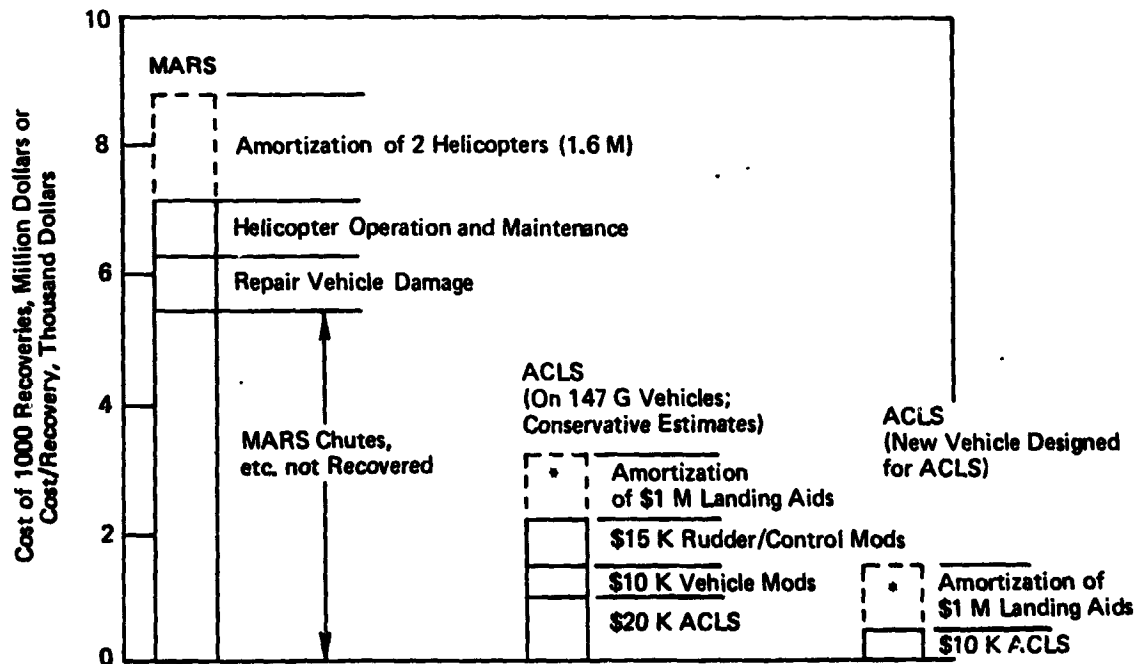 Cost of 1000 Recoveries, Million Dollars or
Cost/Recovery, Thousand Dollars
10
8
6
4
2
0
MARS
Amortization of 2 Helicopters (1.6 M)
Helicopter Operation and Maintenance
Repair Vehicle Damage
MARS Chutes,
etc. not Recovered
ACLS
(On 147 G Vehicles;
Conservative Estimates)
*
Amortization
of $1 M Landing Aids
$15 K Rudder/Control Mods
$10 K Vehicle Mods
$20 K ACLS
ACLS
(New Vehicle Designed
for ACLS)
*
Amortization of
$1 M Landing Aids
$10 K ACLS